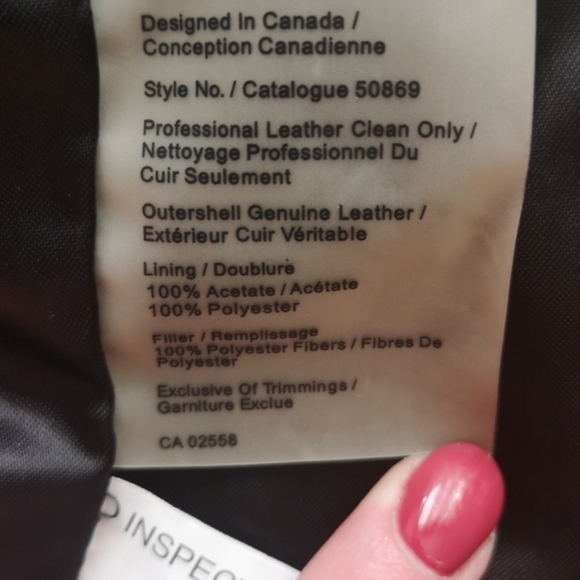 Designed In Canada /
Conception Canadienne
Style No. / Catalogue 50869
Professional Leather Clean Only /
Nettoyage Professionnel Du
Cuir Seulement
Outershell Genuine Leather /
Extérieur Cuir Véritable
Lining / Doublure
100% Acetate / Acétate
100% Polyester
Filler / Remplissage
100% Polyester Fibers / Fibres De
Polyester
Exclusive Of Trimmings /
Garniture Exclue
CA 02558